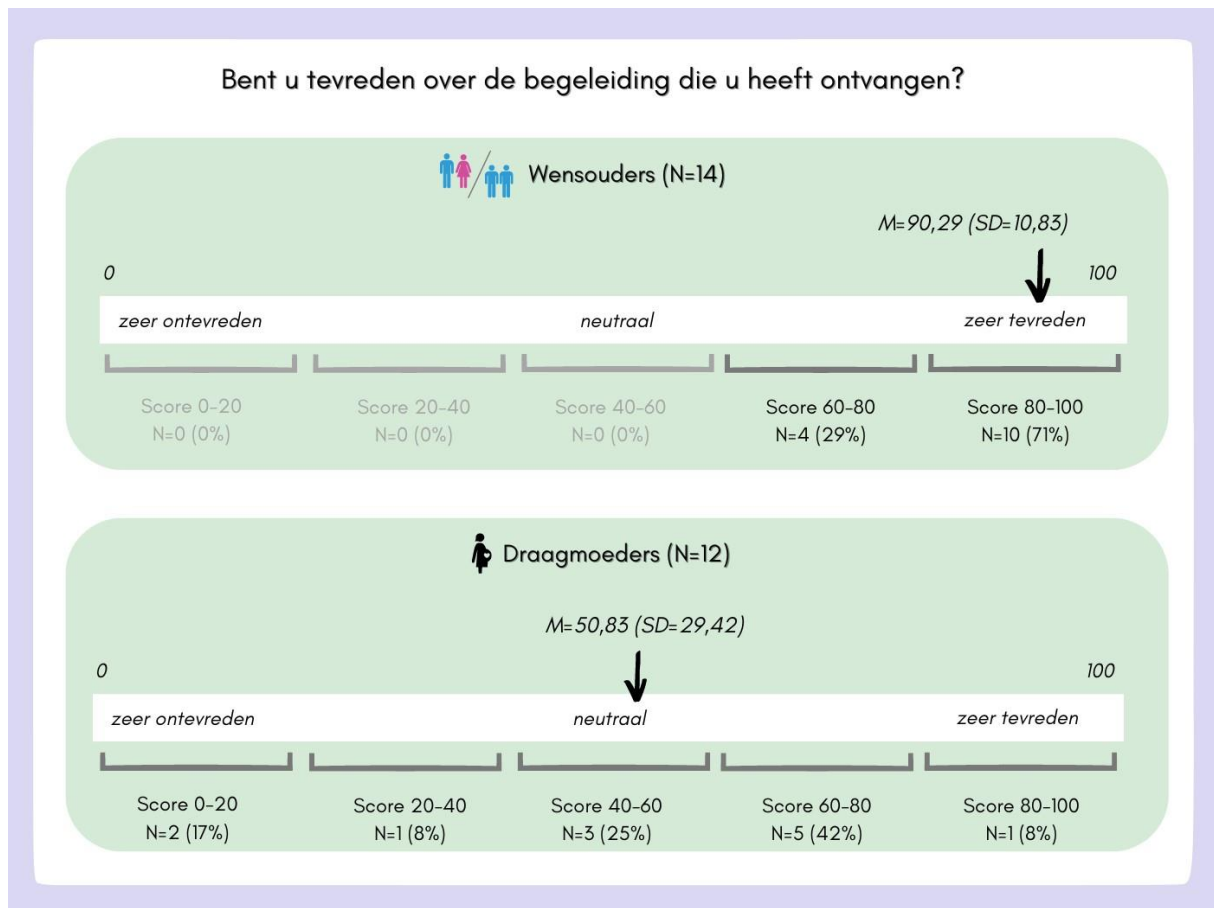 Bent u tevreden over de begeleiding die u heeft ontvangen?
Wensouders (N=14)
M=90,29 (SD=10,83)
0
100
zeer ontevreden
neutraal
zeer tevreden
Score 0-20
N=0 (0%)
Score 20-40
N=0 (0%)
Score 40-60
N=0 (0%)
Score 60-80
N=4 (29%)
Score 80-100
N=10 (71%)
Draagmoeders (N=12)
M=50,83 (SD=29,42)
0
100
zeer ontevreden
neutraal
zeer tevreden
Score 0-20
N=2 (17%)
Score 20-40
N=1 (8%)
Score 40-60
N=3 (25%)
Score 60-80
N=5 (42%)
Score 80-100
N=1 (8%)